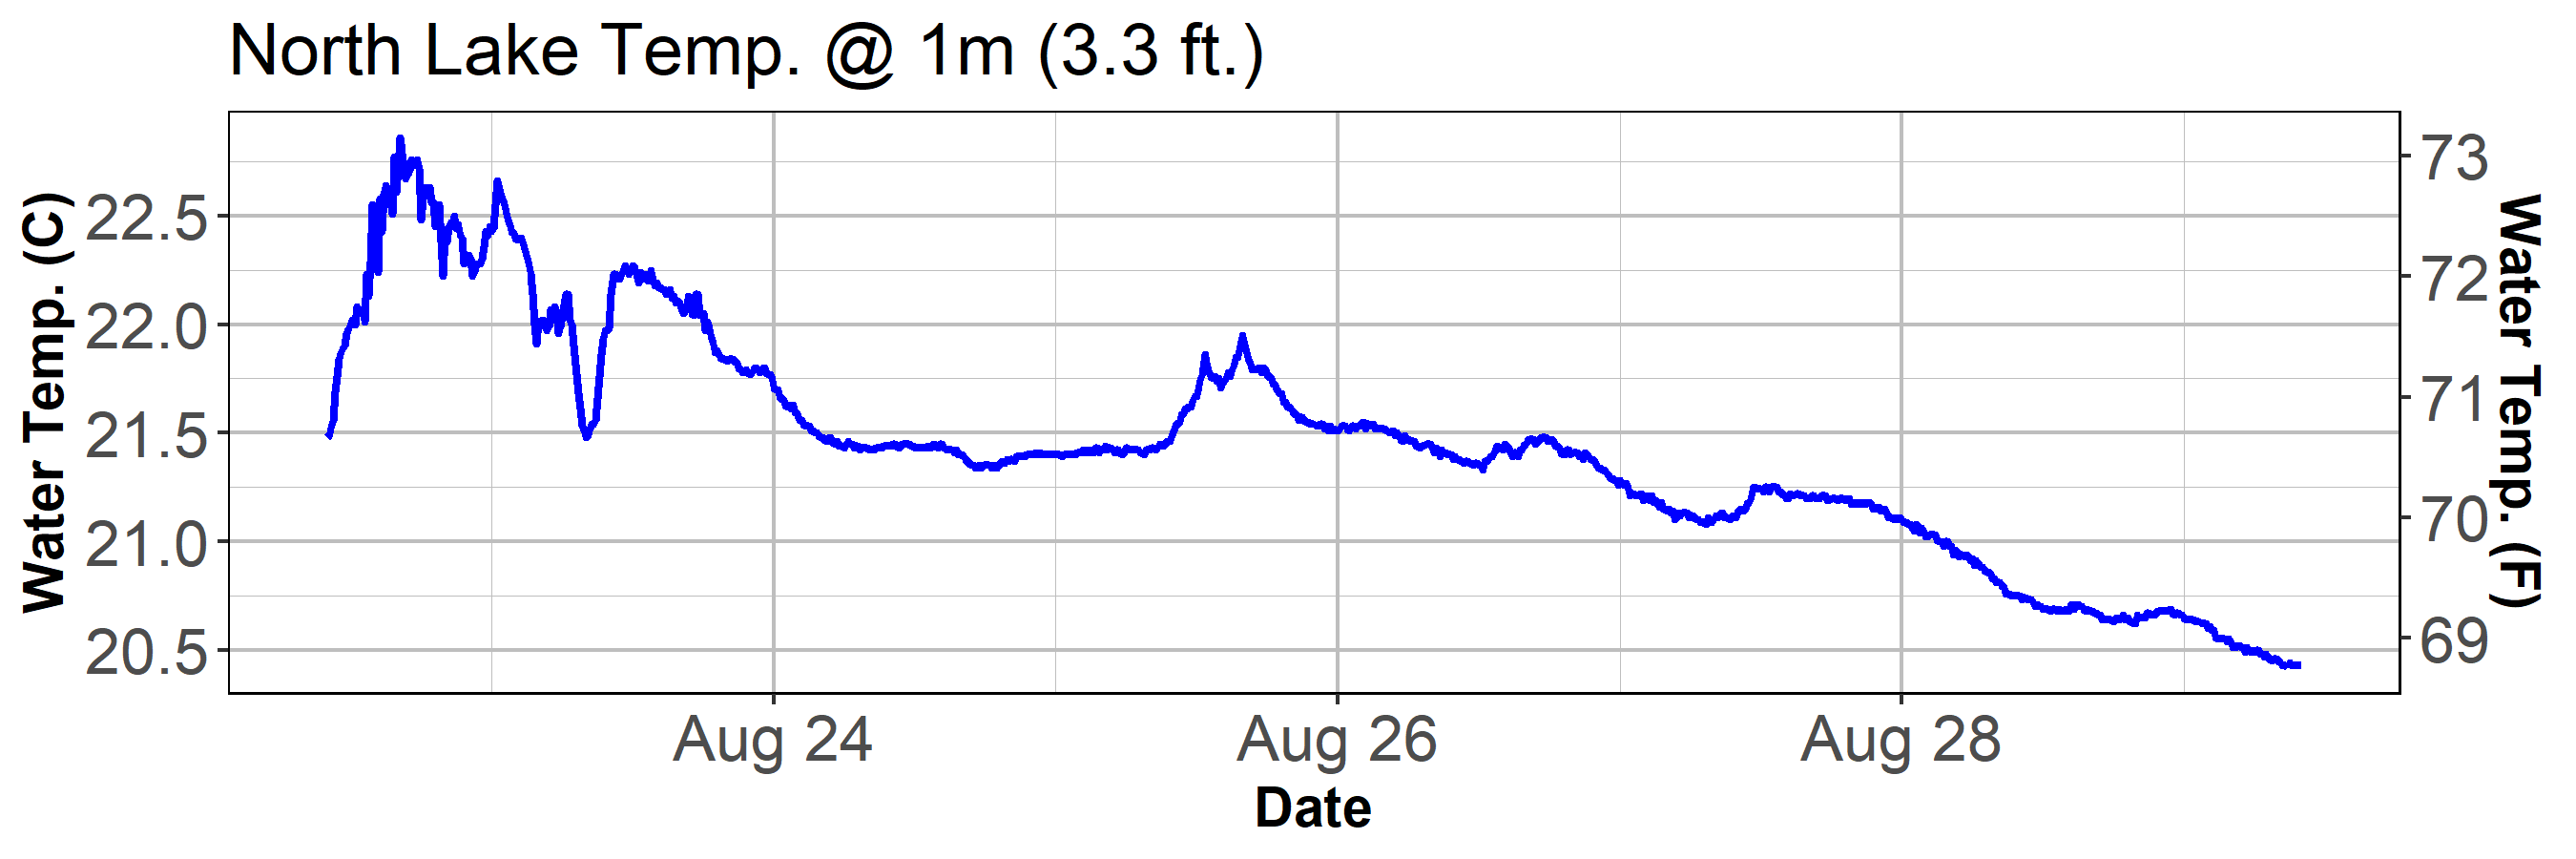 North Lake Temp. @ 1m (3.3 ft.)
Water Temp. (C)
22.5
22.0
21.5
21.0
20.5
73
72
71
70
69
Water Temp. (F)
Aug 24
Aug 26
Aug 28
Date